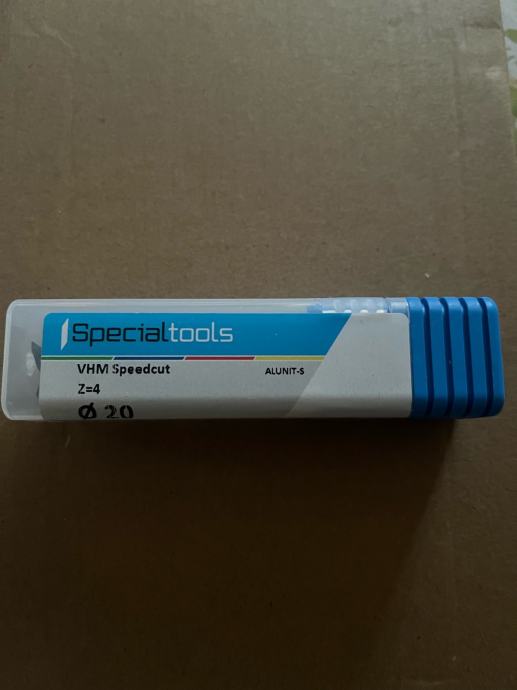 Specialtools
VHM Speedcut
ALUNIT-S
Z=4
Ø 20